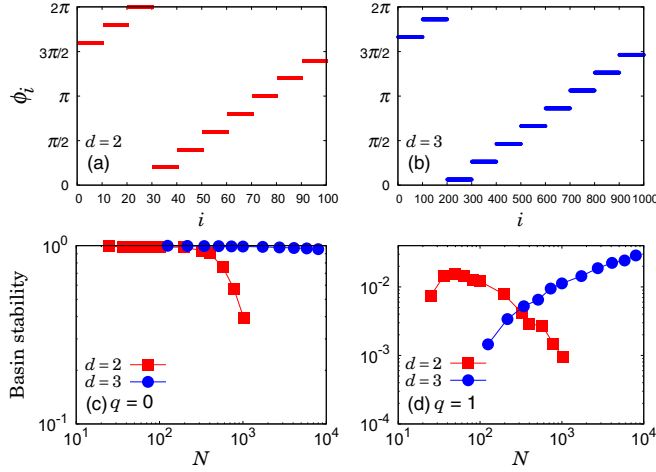 2π
3π/2
π
π/2
0
ϕi
d = 2
(a)
0 10 20 30 40 50 60 70 80 90 100
i
2π
3π/2
π
π/2
0
ϕi
d = 3
(b)
0 100 200 300 400 500 600 700 800 900 1000
i
10^0
10^-1
Basin stability
d = 2
d = 3
(c) q = 0
10^1 10^2 10^3 10^4
N
10^-2
10^-3
10^-4
d = 2
d = 3
(d) q = 1
10^1 10^2 10^3 10^4
N